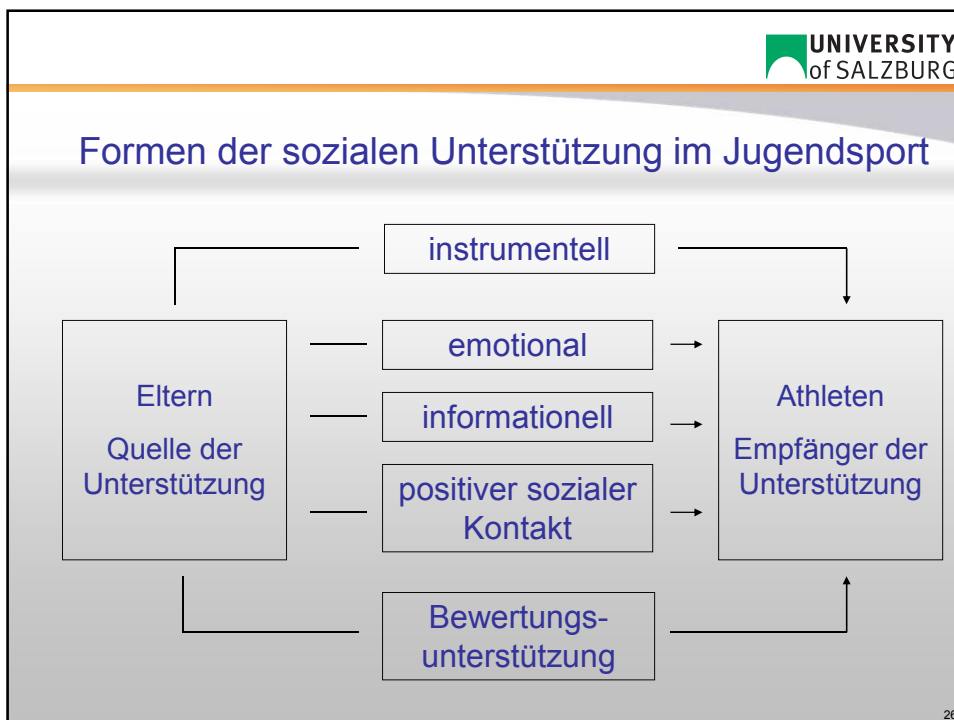 UNIVERSITY
of SALZBURG
Formen der sozialen Unterstützung im Jugendsport
instrumentell
Eltern
Quelle der
Unterstützung
emotional
informationell
positiver sozialer
Kontakt
Bewertungs-
unterstützung
Athleten
Empfänger der
Unterstützung
26